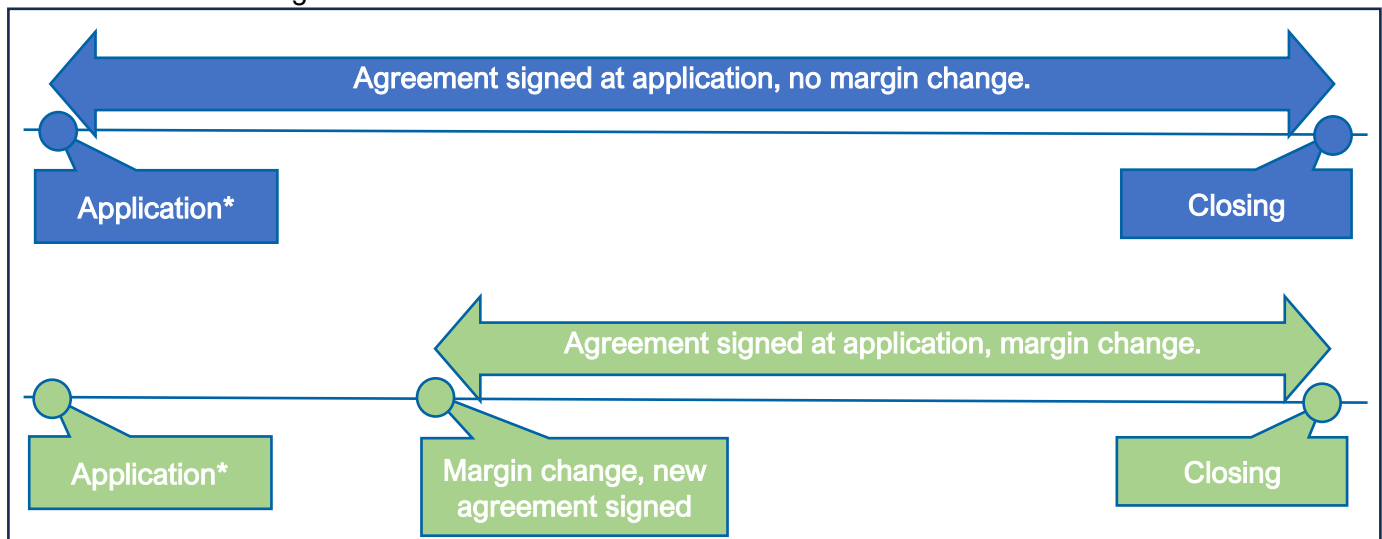 Agreement signed at application, no margin change.
Application*
Closing
Agreement signed at application, margin change.
Application*
Margin change, new
agreement signed
Closing